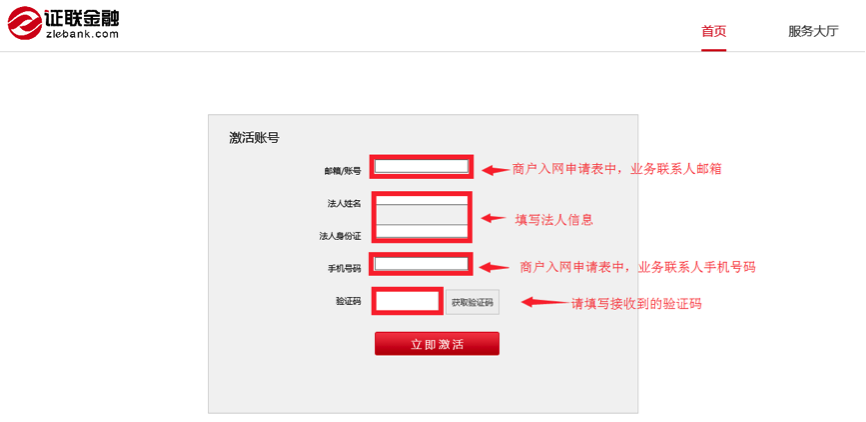 证联金融
zlebank.com
首页
服务大厅
激活账号
邮箱/账号
商户入网申请表中，业务联系人邮箱
法人姓名
填写法人信息
法人身份证
手机号码
商户入网申请表中，业务联系人手机号码
验证码
获取验证码
请填写接收到的验证码
立即激活